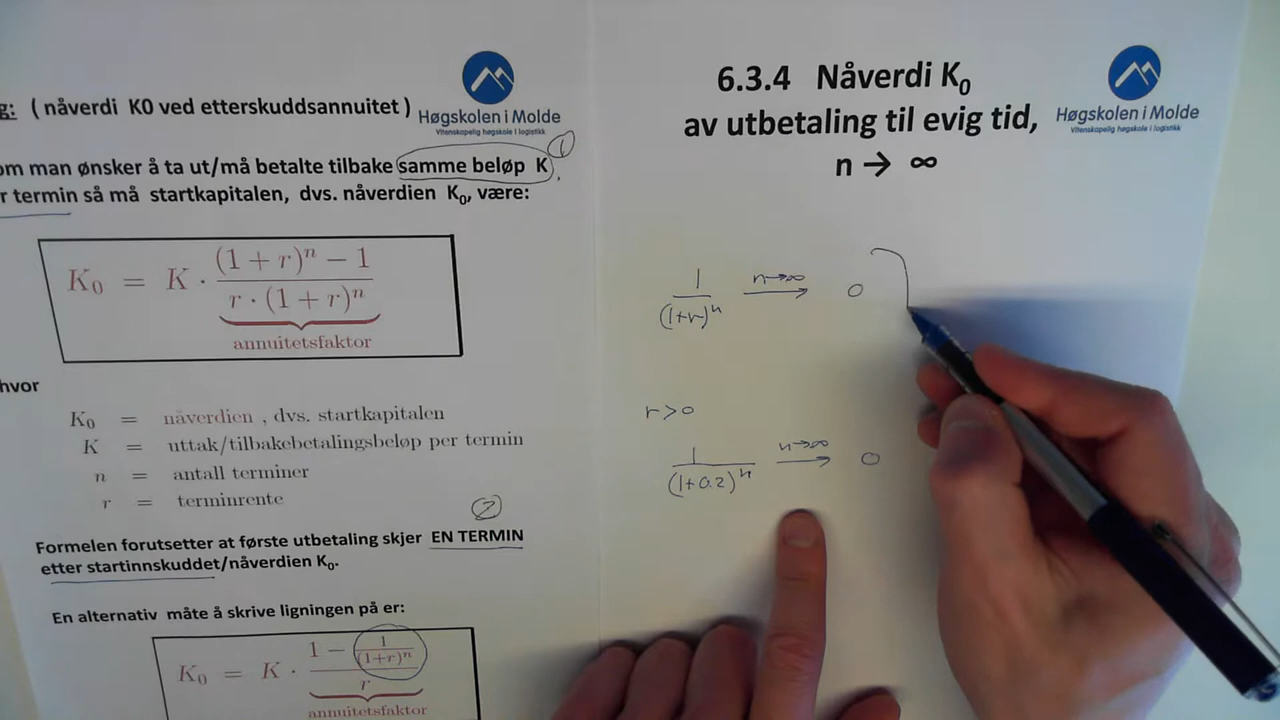 g: ( nåverdi K0 ved etterskuddsannuitet )
Høgskolen i Molde
Vitenskapelig høgskole i logistikk
1
om man ønsker å ta ut/må betalte tilbake samme beløp K ,
r termin så må startkapitalen, dvs. nåverdien K₀, være:
K₀ = K · ((1 + r)ⁿ − 1) / (r · (1 + r)ⁿ)
annuitetsfaktor
hvor
K₀ = nåverdien , dvs. startkapitalen
K = uttak/tilbakebetalingsbeløp per termin
n = antall terminer
r = terminrente
2
Formelen forutsetter at første utbetaling skjer EN TERMIN
etter startinnskuddet/nåverdien K₀.
En alternativ måte å skrive ligningen på er:
K₀ = K · (1 − 1/(1+r)ⁿ) / r
annuitetsfaktor
6.3.4 Nåverdi K₀
av utbetaling til evig tid,
n → ∞
Høgskolen i Molde
Vitenskapelig høgskole i logistikk
1/(1+r)ⁿ n→∞ → 0
r > 0
1/(1+0.2)ⁿ n→∞ → 0